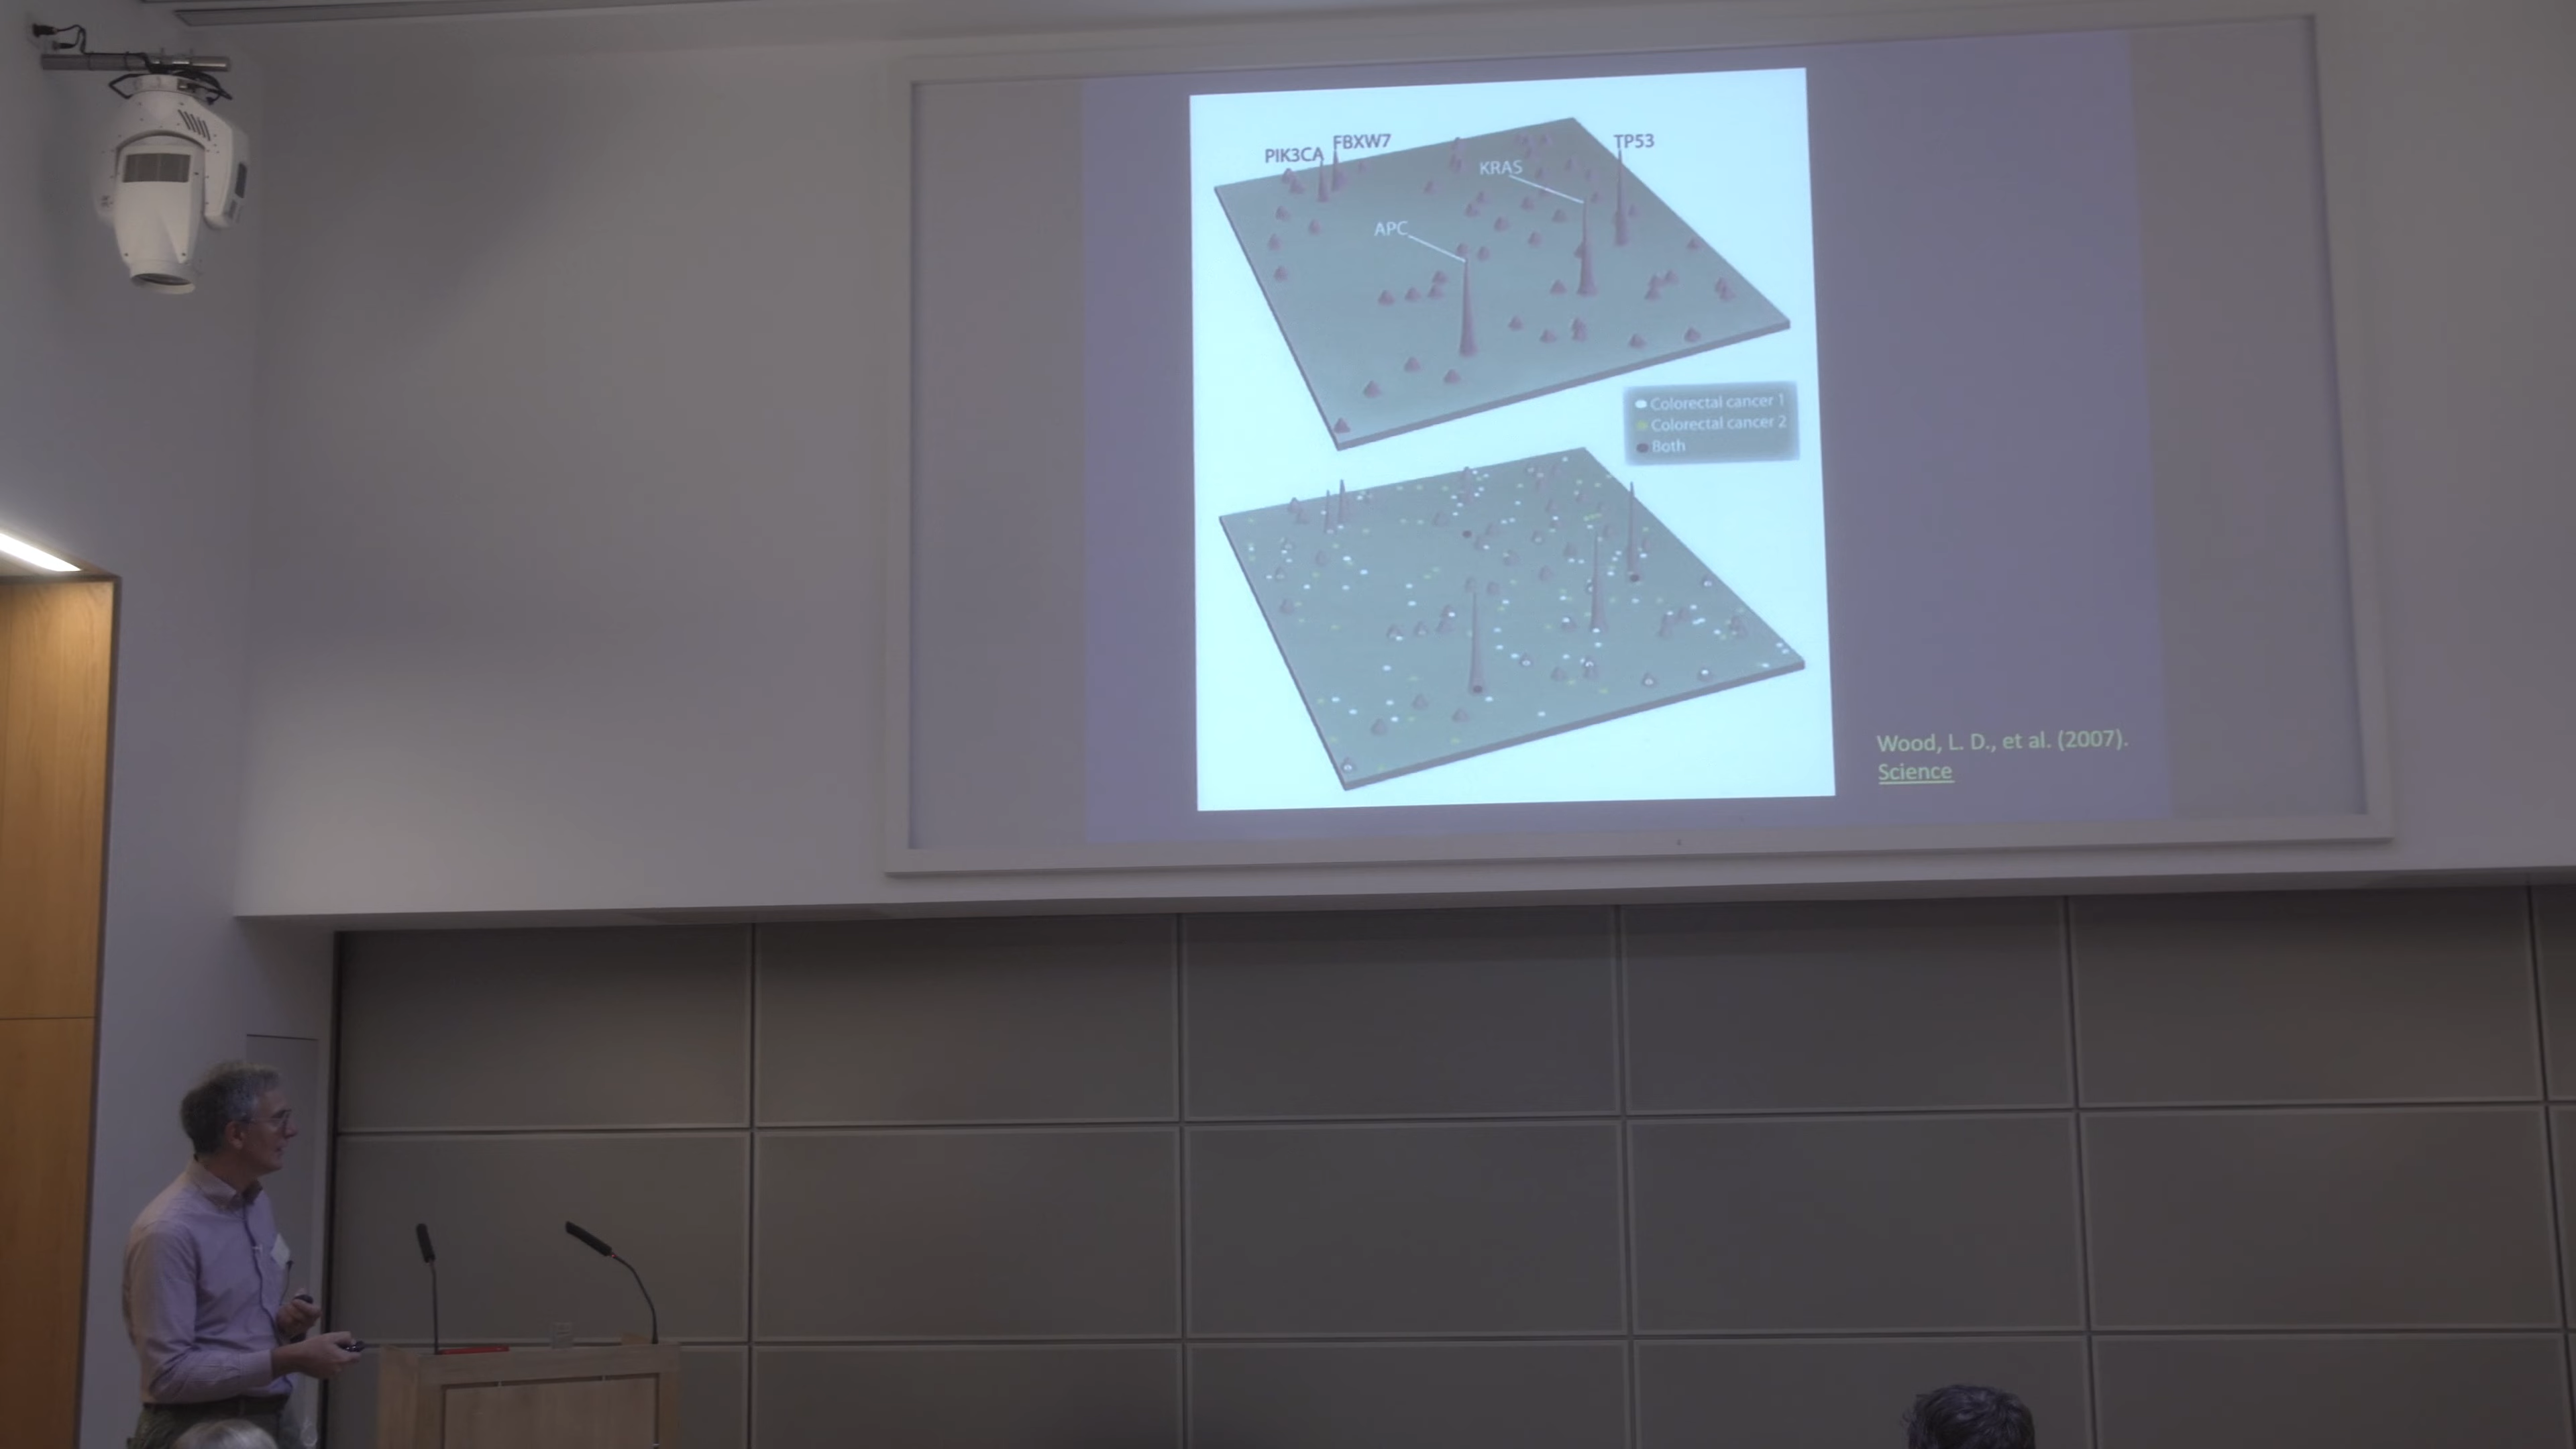 PIK3CA
FBXW7
TP53
KRAS
APC
Colorectal cancer 1
Colorectal cancer 2
Both
Wood, L. D., et al. (2007).
Science